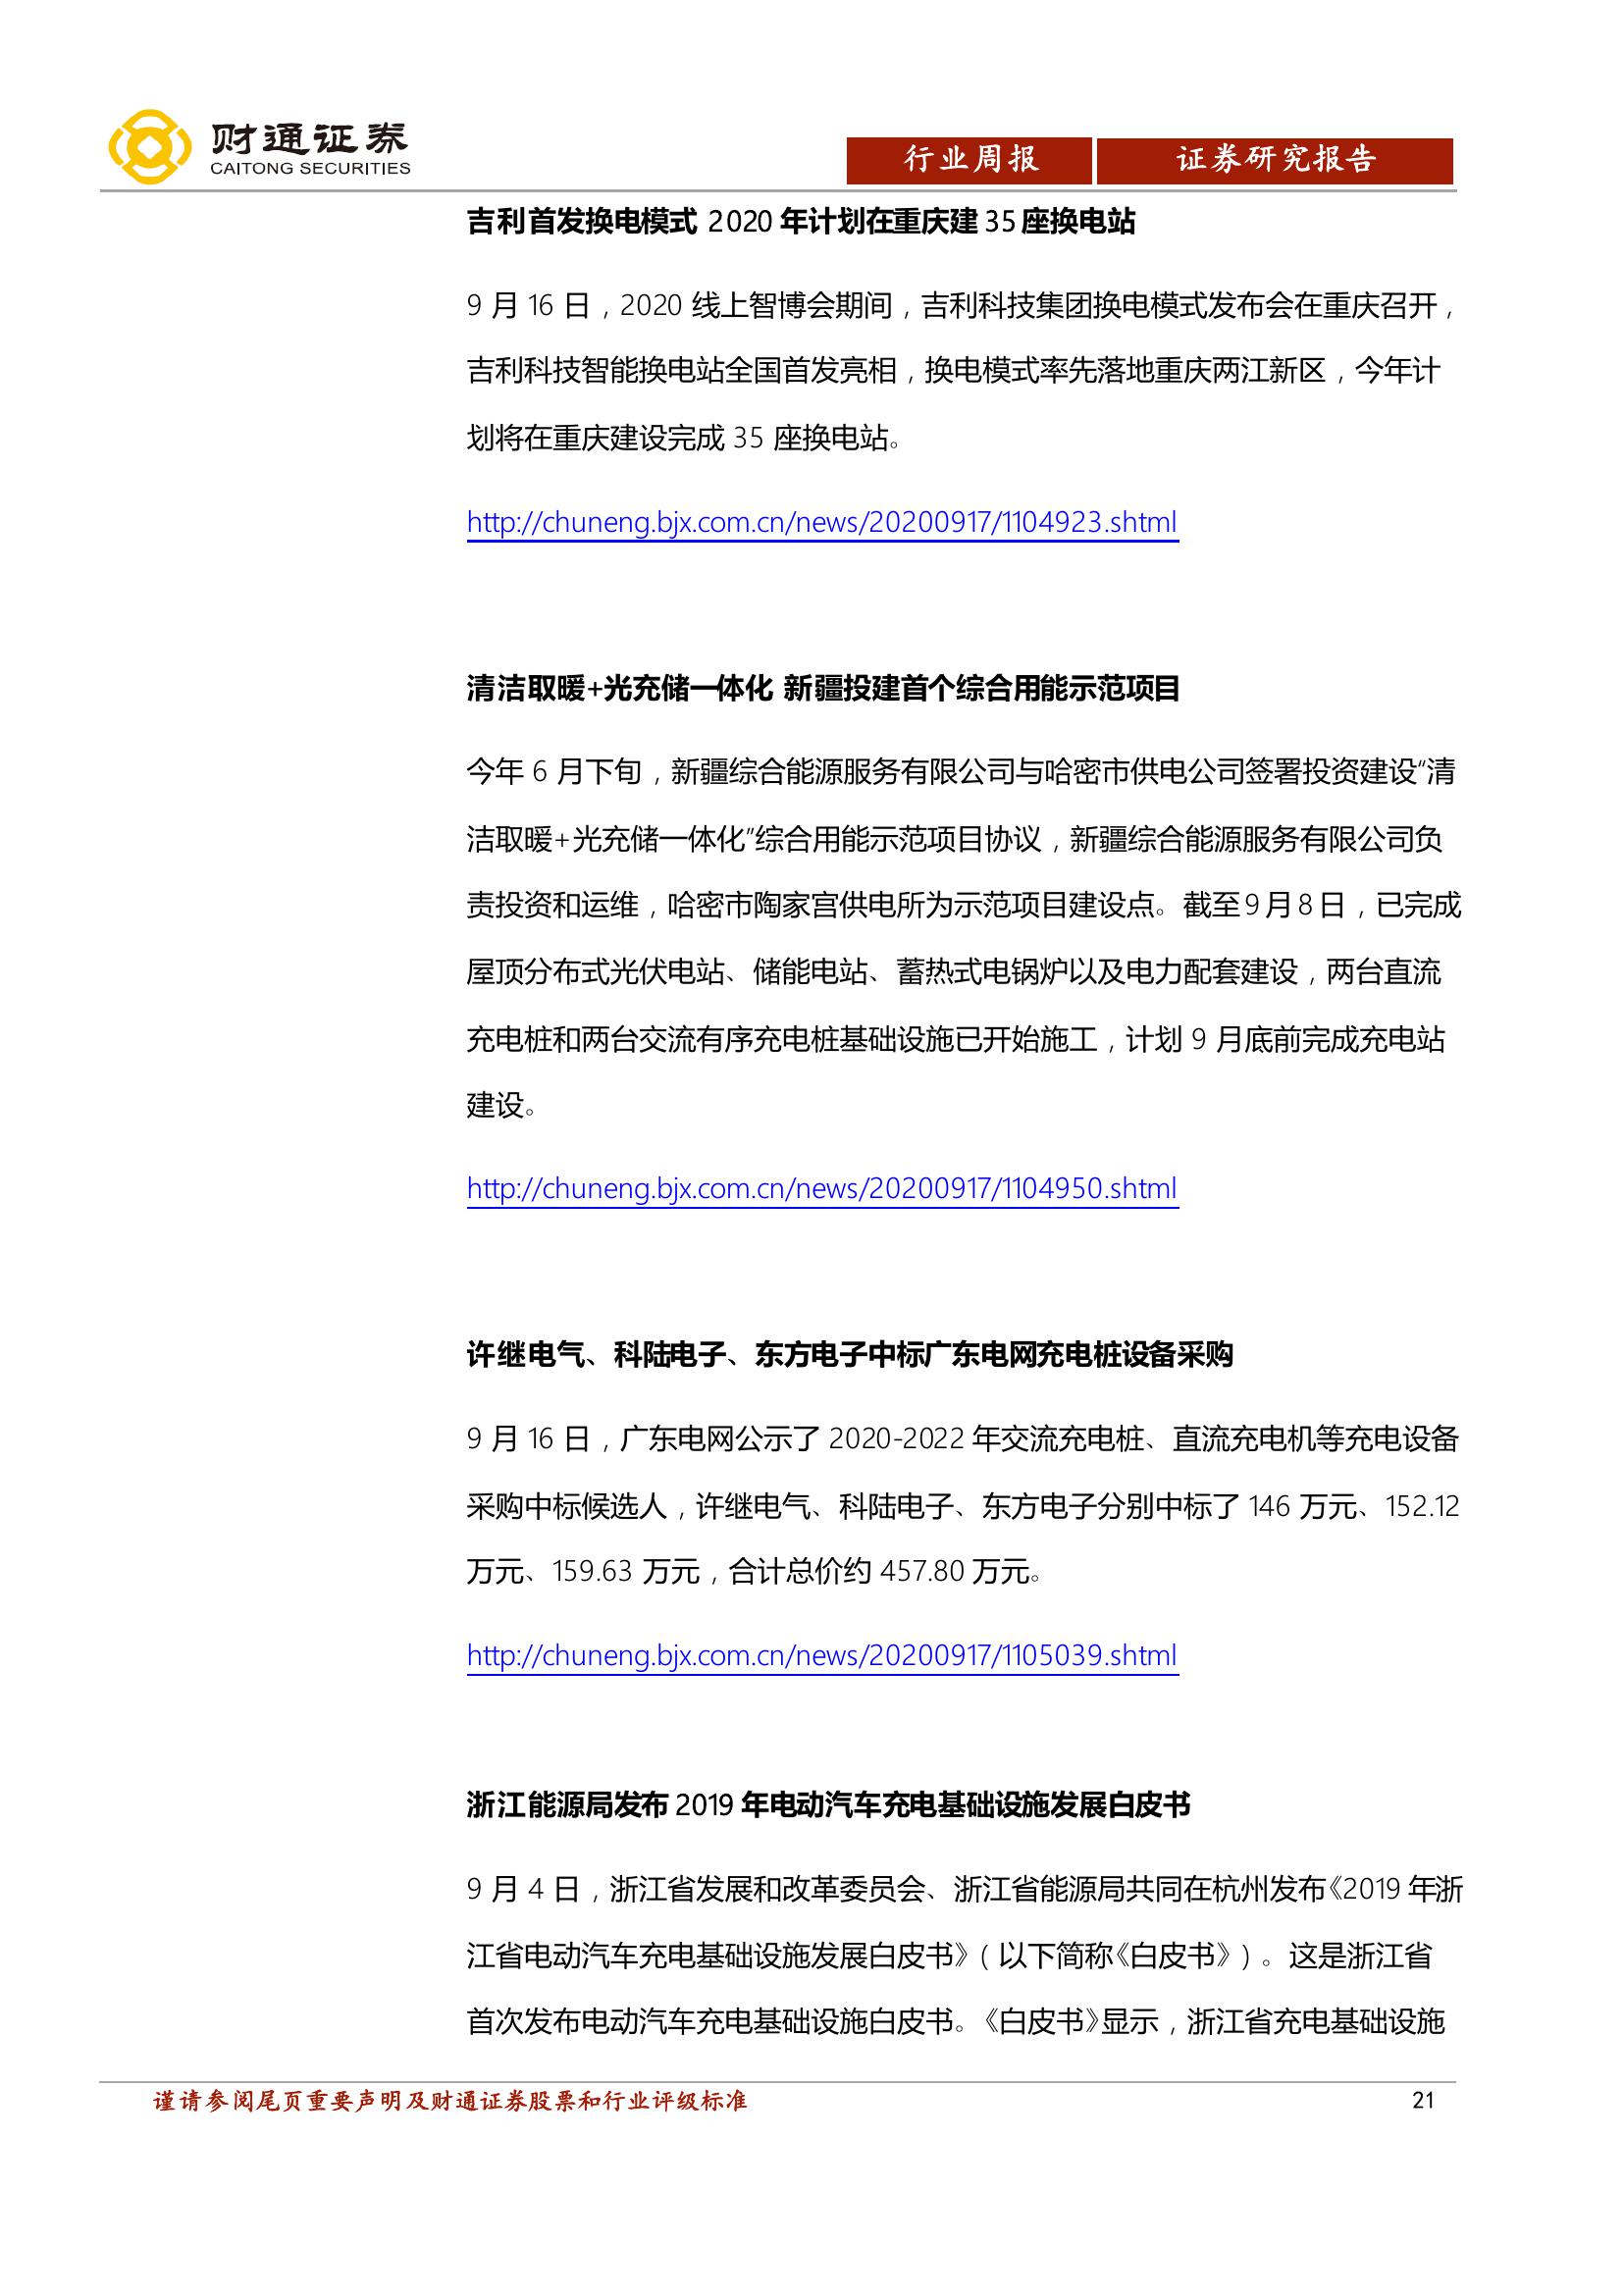 财通证券
CAITONG SECURITIES
行业周报
证券研究报告
吉利首发换电模式 2020 年计划在重庆建 35 座换电站
9 月 16 日，2020 线上智博会期间，吉利科技集团换电模式发布会在重庆召开，
吉利科技智能换电站全国首发亮相，换电模式率先落地重庆两江新区，今年计
划将在重庆建设完成 35 座换电站。
http://chuneng.bjx.com.cn/news/20200917/1104923.shtml
清洁取暖+光充储一体化 新疆投建首个综合用能示范项目
今年 6 月下旬，新疆综合能源服务有限公司与哈密市供电公司签署投资建设“清
洁取暖+光充储一体化”综合用能示范项目协议，新疆综合能源服务有限公司负
责投资和运维，哈密市陶家宫供电所为示范项目建设点。截至9月8日，已完成
屋顶分布式光伏电站、储能电站、蓄热式电锅炉以及电力配套建设，两台直流
充电桩和两台交流有序充电桩基础设施已开始施工，计划 9 月底前完成充电站
建设。
http://chuneng.bjx.com.cn/news/20200917/1104950.shtml
许继电气、科陆电子、东方电子中标广东电网充电桩设备采购
9 月 16 日，广东电网公示了 2020-2022 年交流充电桩、直流充电机等充电设备
采购中标候选人，许继电气、科陆电子、东方电子分别中标了 146 万元、152.12
万元、159.63 万元，合计总价约 457.80 万元。
http://chuneng.bjx.com.cn/news/20200917/1105039.shtml
浙江能源局发布 2019 年电动汽车充电基础设施发展白皮书
9 月 4 日，浙江省发展和改革委员会、浙江省能源局共同在杭州发布《2019 年浙
江省电动汽车充电基础设施发展白皮书》（以下简称《白皮书》）。这是浙江省
首次发布电动汽车充电基础设施白皮书。《白皮书》显示，浙江省充电基础设施
谨请参阅尾页重要声明及财通证券股票和行业评级标准
21